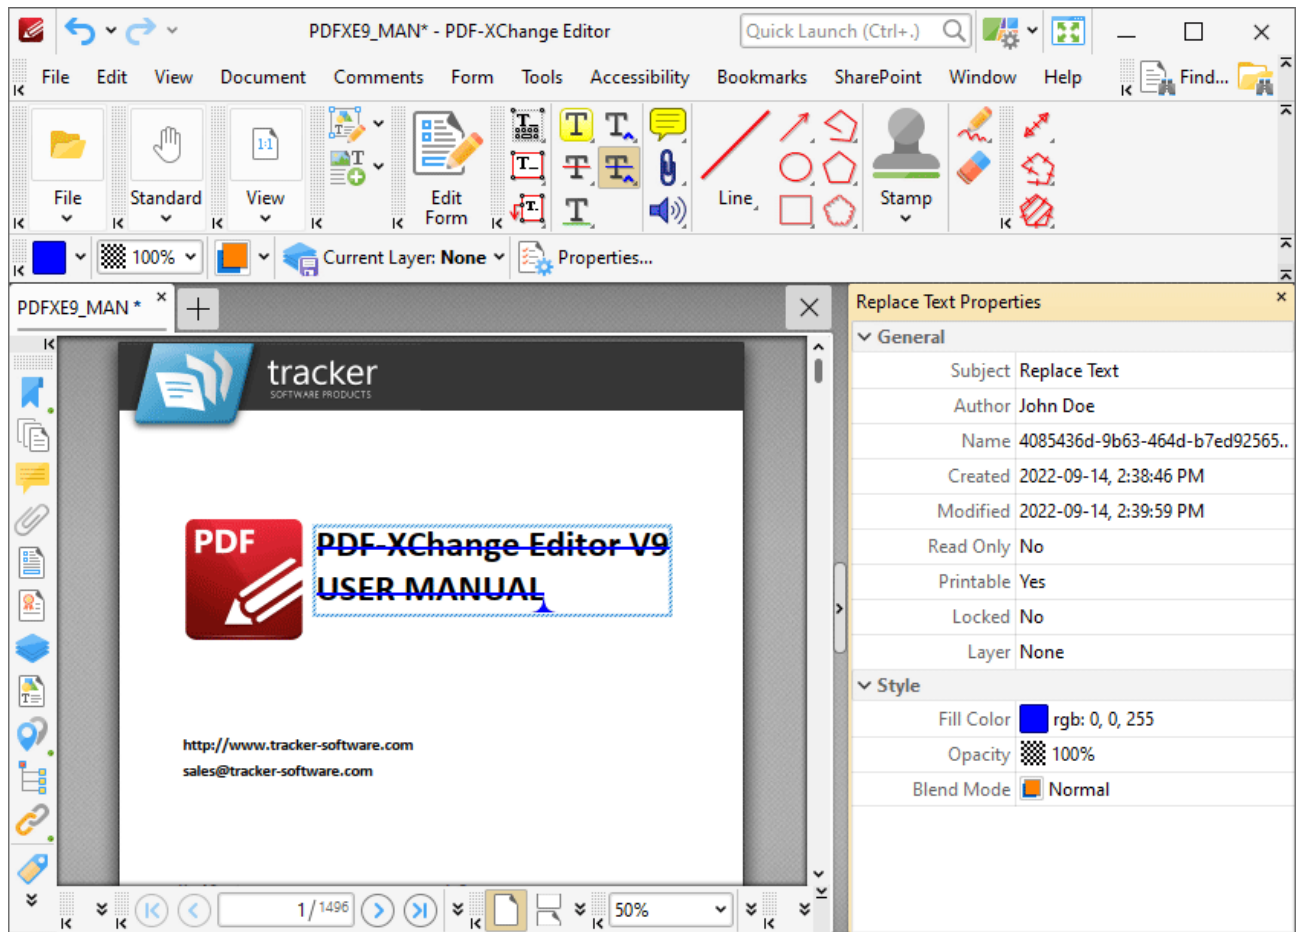 PDFXE9_MAN* - PDF-XChange Editor
Quick Launch (Ctrl+.)
File Edit View Document Comments Form Tools Accessibility Bookmarks SharePoint Window Help Find...
1:1
File Standard View Edit Form Line Stamp
100% Current Layer: None Properties...
PDFXE9_MAN *
Replace Text Properties
tracker
SOFTWARE PRODUCTS
PDF
PDF-XChange Editor V9
USER MANUAL
http://www.tracker-software.com
sales@tracker-software.com
General
Subject Replace Text
Author John Doe
Name 4085436d-9b63-464d-b7ed92565..
Created 2022-09-14, 2:38:46 PM
Modified 2022-09-14, 2:39:59 PM
Read Only No
Printable Yes
Locked No
Layer None
Style
Fill Color rgb: 0, 0, 255
Opacity 100%
Blend Mode Normal
1/1496
50%